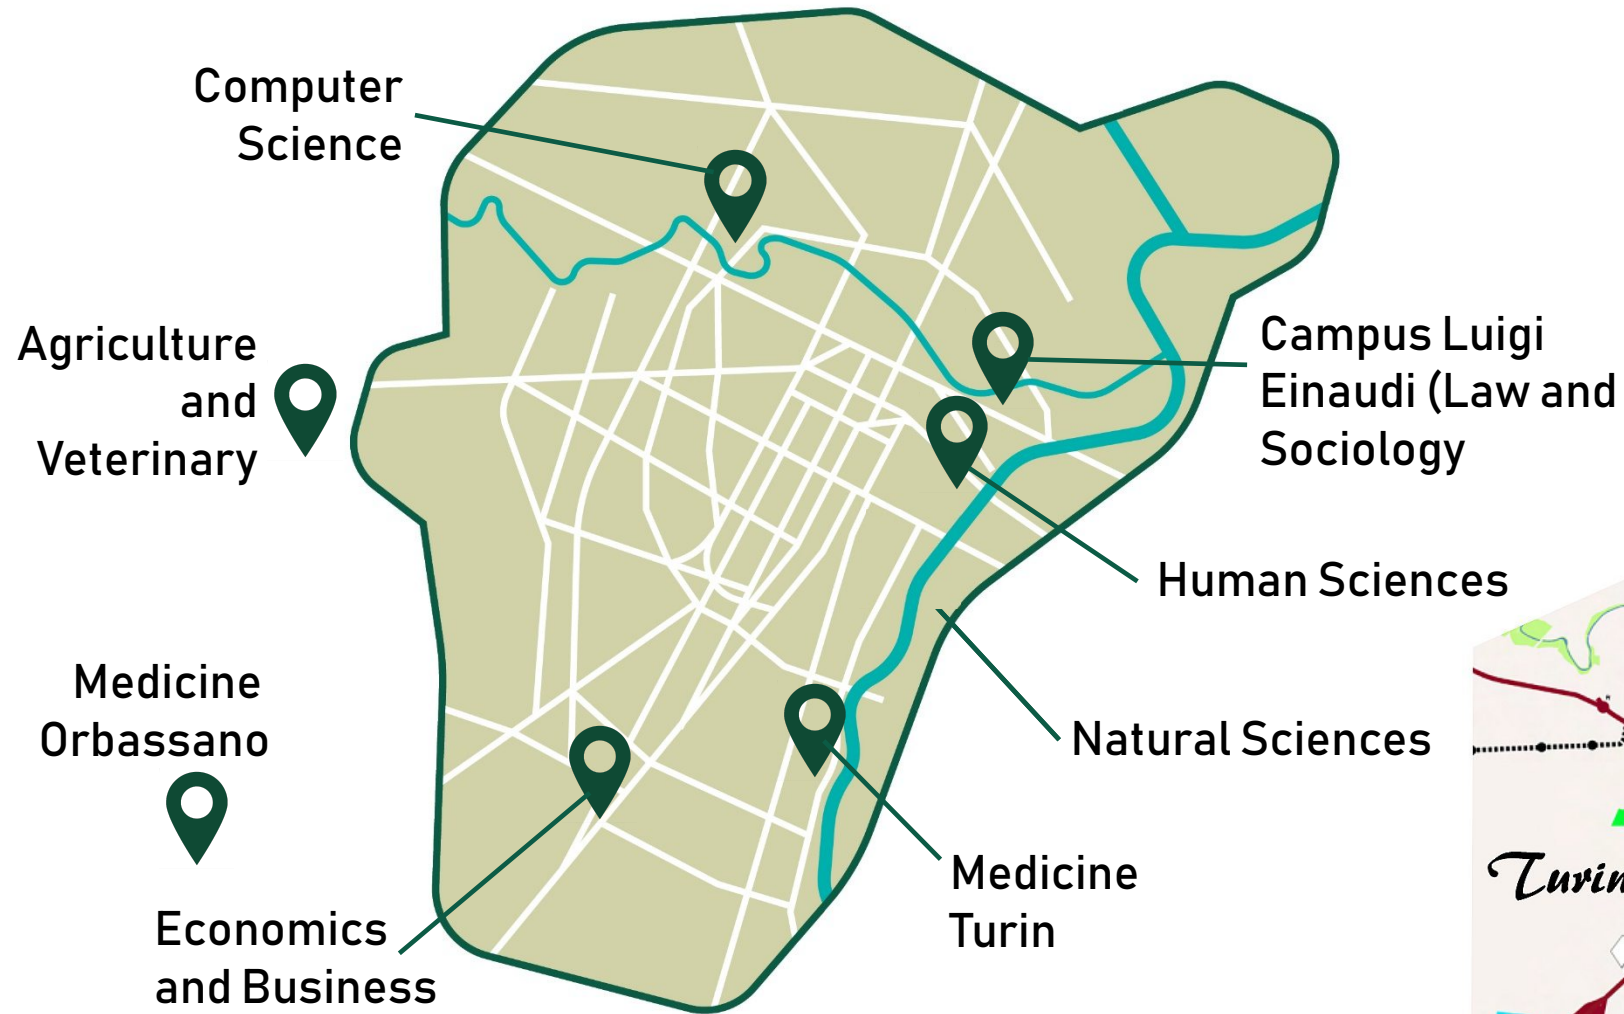 Computer
Science
Agriculture
and
Veterinary
Campus Luigi
Einaudi (Law and
Sociology
Human Sciences
Medicine
Orbassano
Natural Sciences
Medicine
Turin
Economics
and Business
Turin